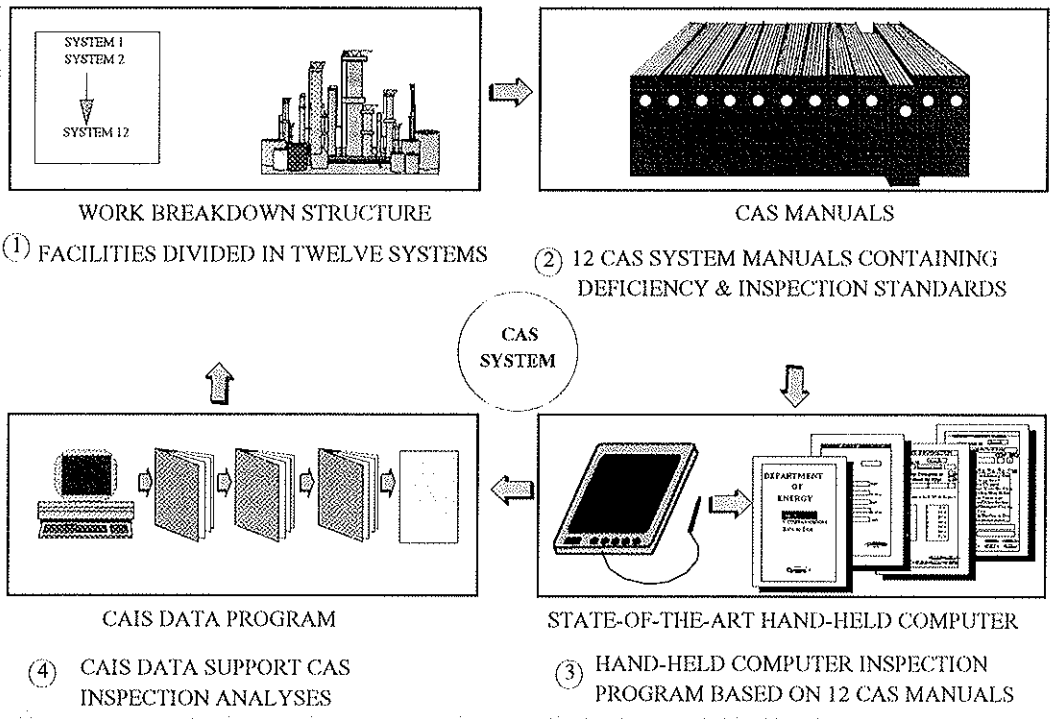 SYSTEM 1
SYSTEM 2
SYSTEM 12
WORK BREAKDOWN STRUCTURE
1 FACILITIES DIVIDED IN TWELVE SYSTEMS
CAS MANUALS
2 12 CAS SYSTEM MANUALS CONTAINING
DEFICIENCY & INSPECTION STANDARDS
CAS
SYSTEM
DEPARTMENT
OF
ENERGY
STATE-OF-THE-ART HAND-HELD COMPUTER
3 HAND-HELD COMPUTER INSPECTION
PROGRAM BASED ON 12 CAS MANUALS
CAIS DATA PROGRAM
4 CAIS DATA SUPPORT CAS
INSPECTION ANALYSES